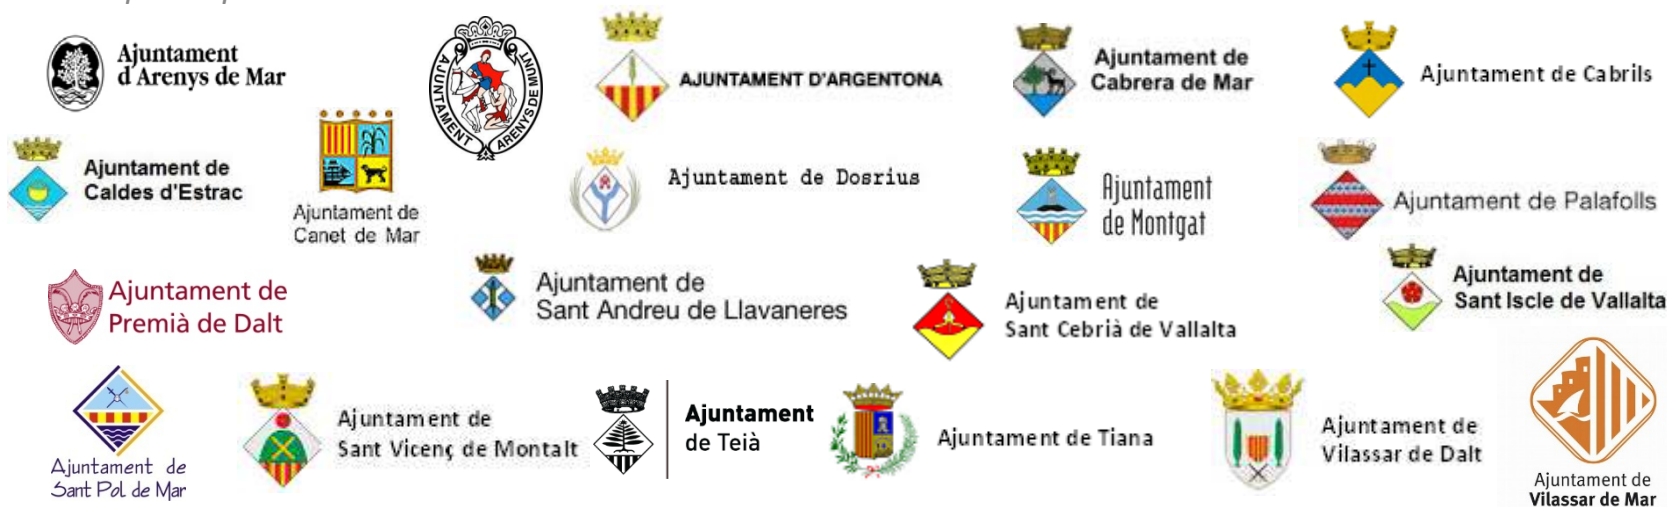 Ajuntament
d'Arenys de Mar
AJUNTAMENT
ARENYS DE MUNT
AJUNTAMENT D'ARGENTONA
Ajuntament de
Cabrera de Mar
Ajuntament de Cabrils
Ajuntament de
Caldes d'Estrac
Ajuntament de
Canet de Mar
Ajuntament de Dosrius
Ajuntament
de Montgat
Ajuntament de Palafolls
Ajuntament de
Premià de Dalt
Ajuntament de
Sant Andreu de Llavaneres
Ajuntament de
Sant Cebrià de Vallalta
Ajuntament de
Sant Iscle de Vallalta
Ajuntament de
Sant Pol de Mar
Ajuntament de
Sant Vicenç de Montalt
Ajuntament
de Teià
Ajuntament de Tiana
Ajuntament de
Vilassar de Dalt
Ajuntament de
Vilassar de Mar